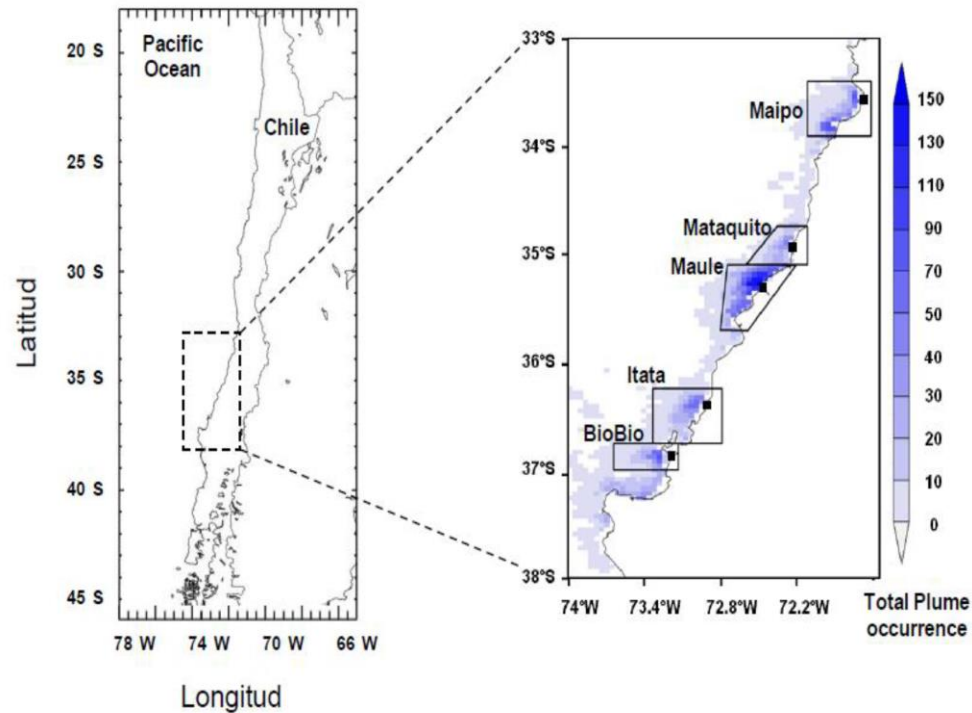 20 S
25 S
30 S
35 S
40 S
45 S
Latitud
Pacific
Ocean
Chile
78 W
74 W
70 W
66 W
Longitud
33°S
34°S
35°S
36°S
37°S
38°S
Maipo
Mataquito
Maule
Itata
BioBio
74°W
73.4°W
72.8°W
72.2°W
150
130
110
90
70
50
40
30
20
10
0
Total Plume
occurrence